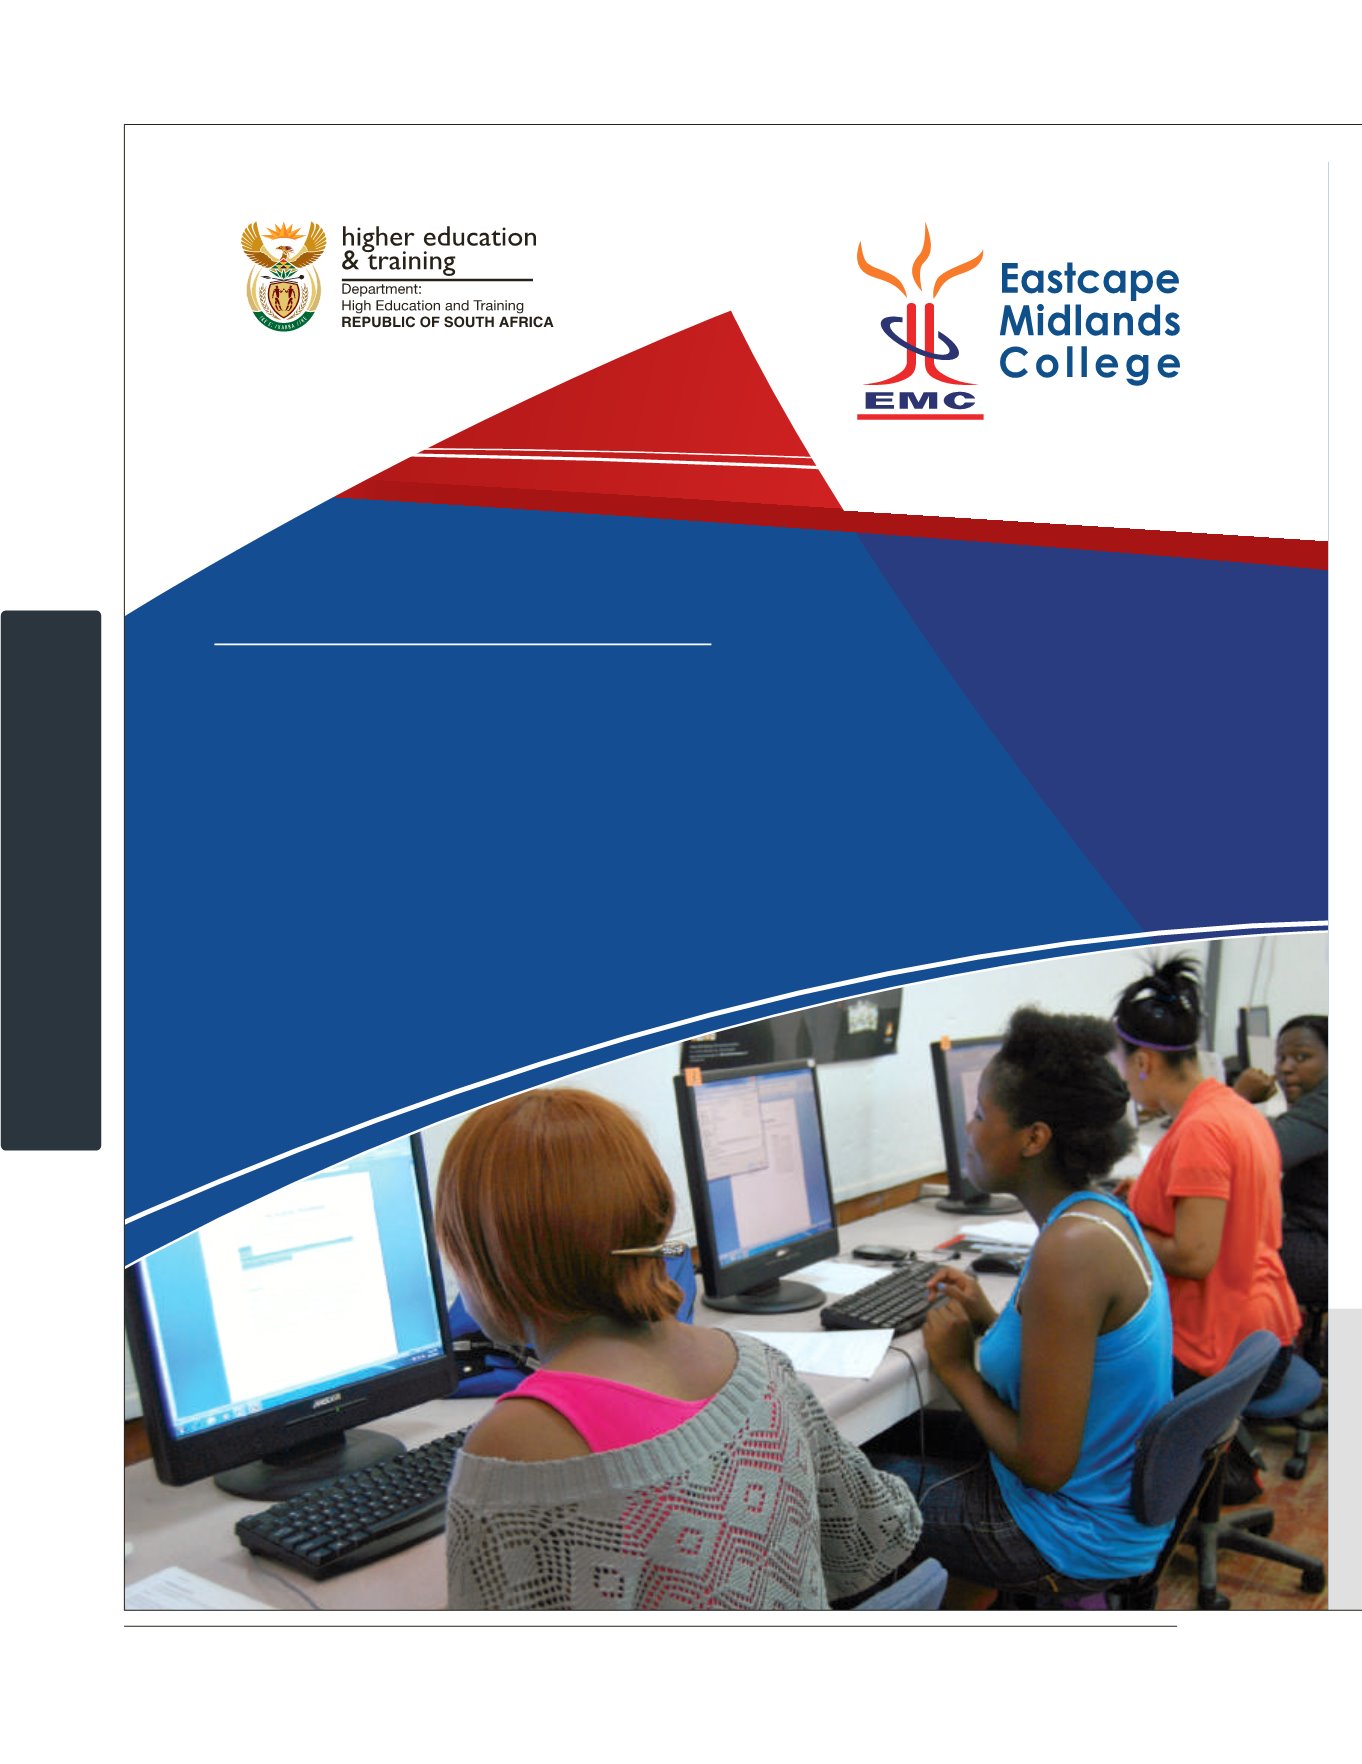 higher education
& training
Department:
High Education and Training
REPUBLIC OF SOUTH AFRICA
Eastcape
Midlands
College
EMC